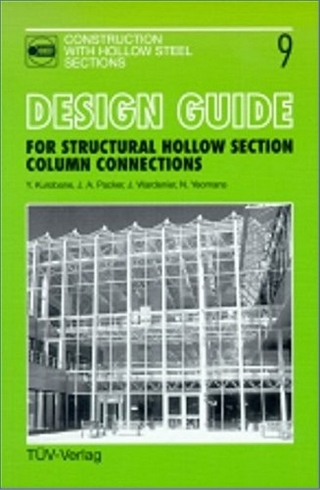 CONSTRUCTION
WITH HOLLOW STEEL
SECTIONS
9
DESIGN GUIDE
FOR STRUCTURAL HOLLOW SECTION
COLUMN CONNECTIONS
Y. Kurobane, J. A. Packer, J. Wardenier, N. Yeomans
TÜV-Verlag